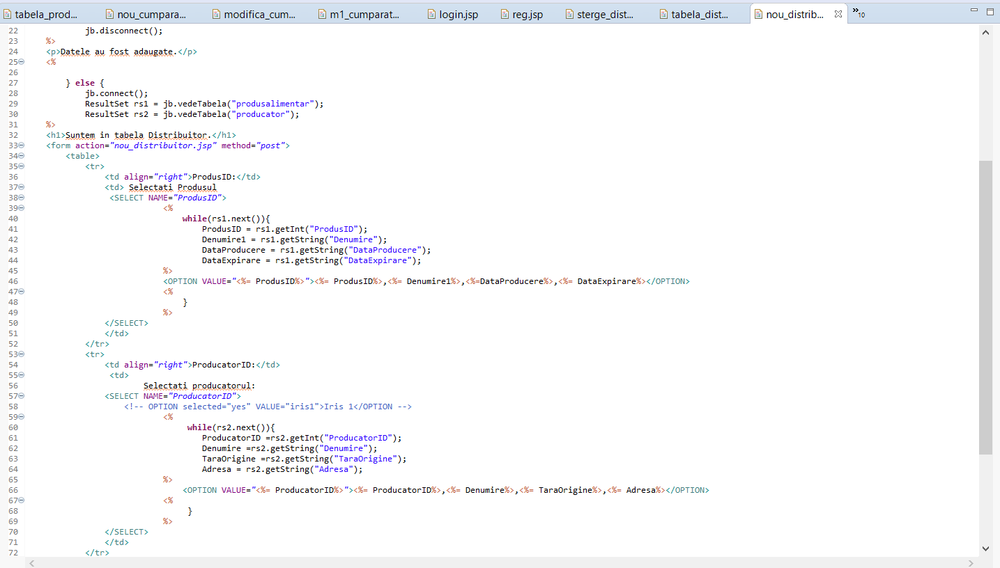 tabela_prod... nou_cumpara... modifica_cum... m1_cumparat... login.jsp reg.jsp sterge_dist... tabela_dist... nou_distrib... »10
22 jb.disconnect();
23 %>
24 <p>Datele au fost adaugate.</p>
25 <%
26
27 } else {
28 jb.connect();
29 ResultSet rs1 = jb.vedeTabela("produsalimentar");
30 ResultSet rs2 = jb.vedeTabela("producator");
31 %>
32 <h1>Suntem in tabela Distribuitor.</h1>
33 <form action="nou_distribuitor.jsp" method="post">
34 <table>
35 <tr>
36 <td align="right">ProdusID:</td>
37 <td> Selectati Produsul
38 <SELECT NAME="ProdusID">
39 <%
40 while(rs1.next()){
41 ProdusID = rs1.getInt("ProdusID");
42 Denumire1 = rs1.getString("Denumire");
43 DataProducere = rs1.getString("DataProducere");
44 DataExpirare = rs1.getString("DataExpirare");
45 %>
46 <OPTION VALUE="<%= ProdusID%>"><%= ProdusID%>,<%= Denumire1%>,<%=DataProducere%>,<%= DataExpirare%></OPTION>
47 <%
48 }
49 %>
50 </SELECT>
51 </td>
52 </tr>
53 <tr>
54 <td align="right">ProducatorID:</td>
55 <td>
56 Selectati producatorul:
57 <SELECT NAME="ProducatorID">
58 <!-- OPTION selected="yes" VALUE="iris1">Iris 1</OPTION -->
59 <%
60 while(rs2.next()){
61 ProducatorID =rs2.getInt("ProducatorID");
62 Denumire =rs2.getString("Denumire");
63 TaraOrigine =rs2.getString("TaraOrigine");
64 Adresa = rs2.getString("Adresa");
65 %>
66 <OPTION VALUE="<%= ProducatorID%>"><%= ProducatorID%>,<%= Denumire%>,<%= TaraOrigine%>,<%= Adresa%></OPTION>
67 <%
68 }
69 %>
70 </SELECT>
71 </td>
72 </tr>